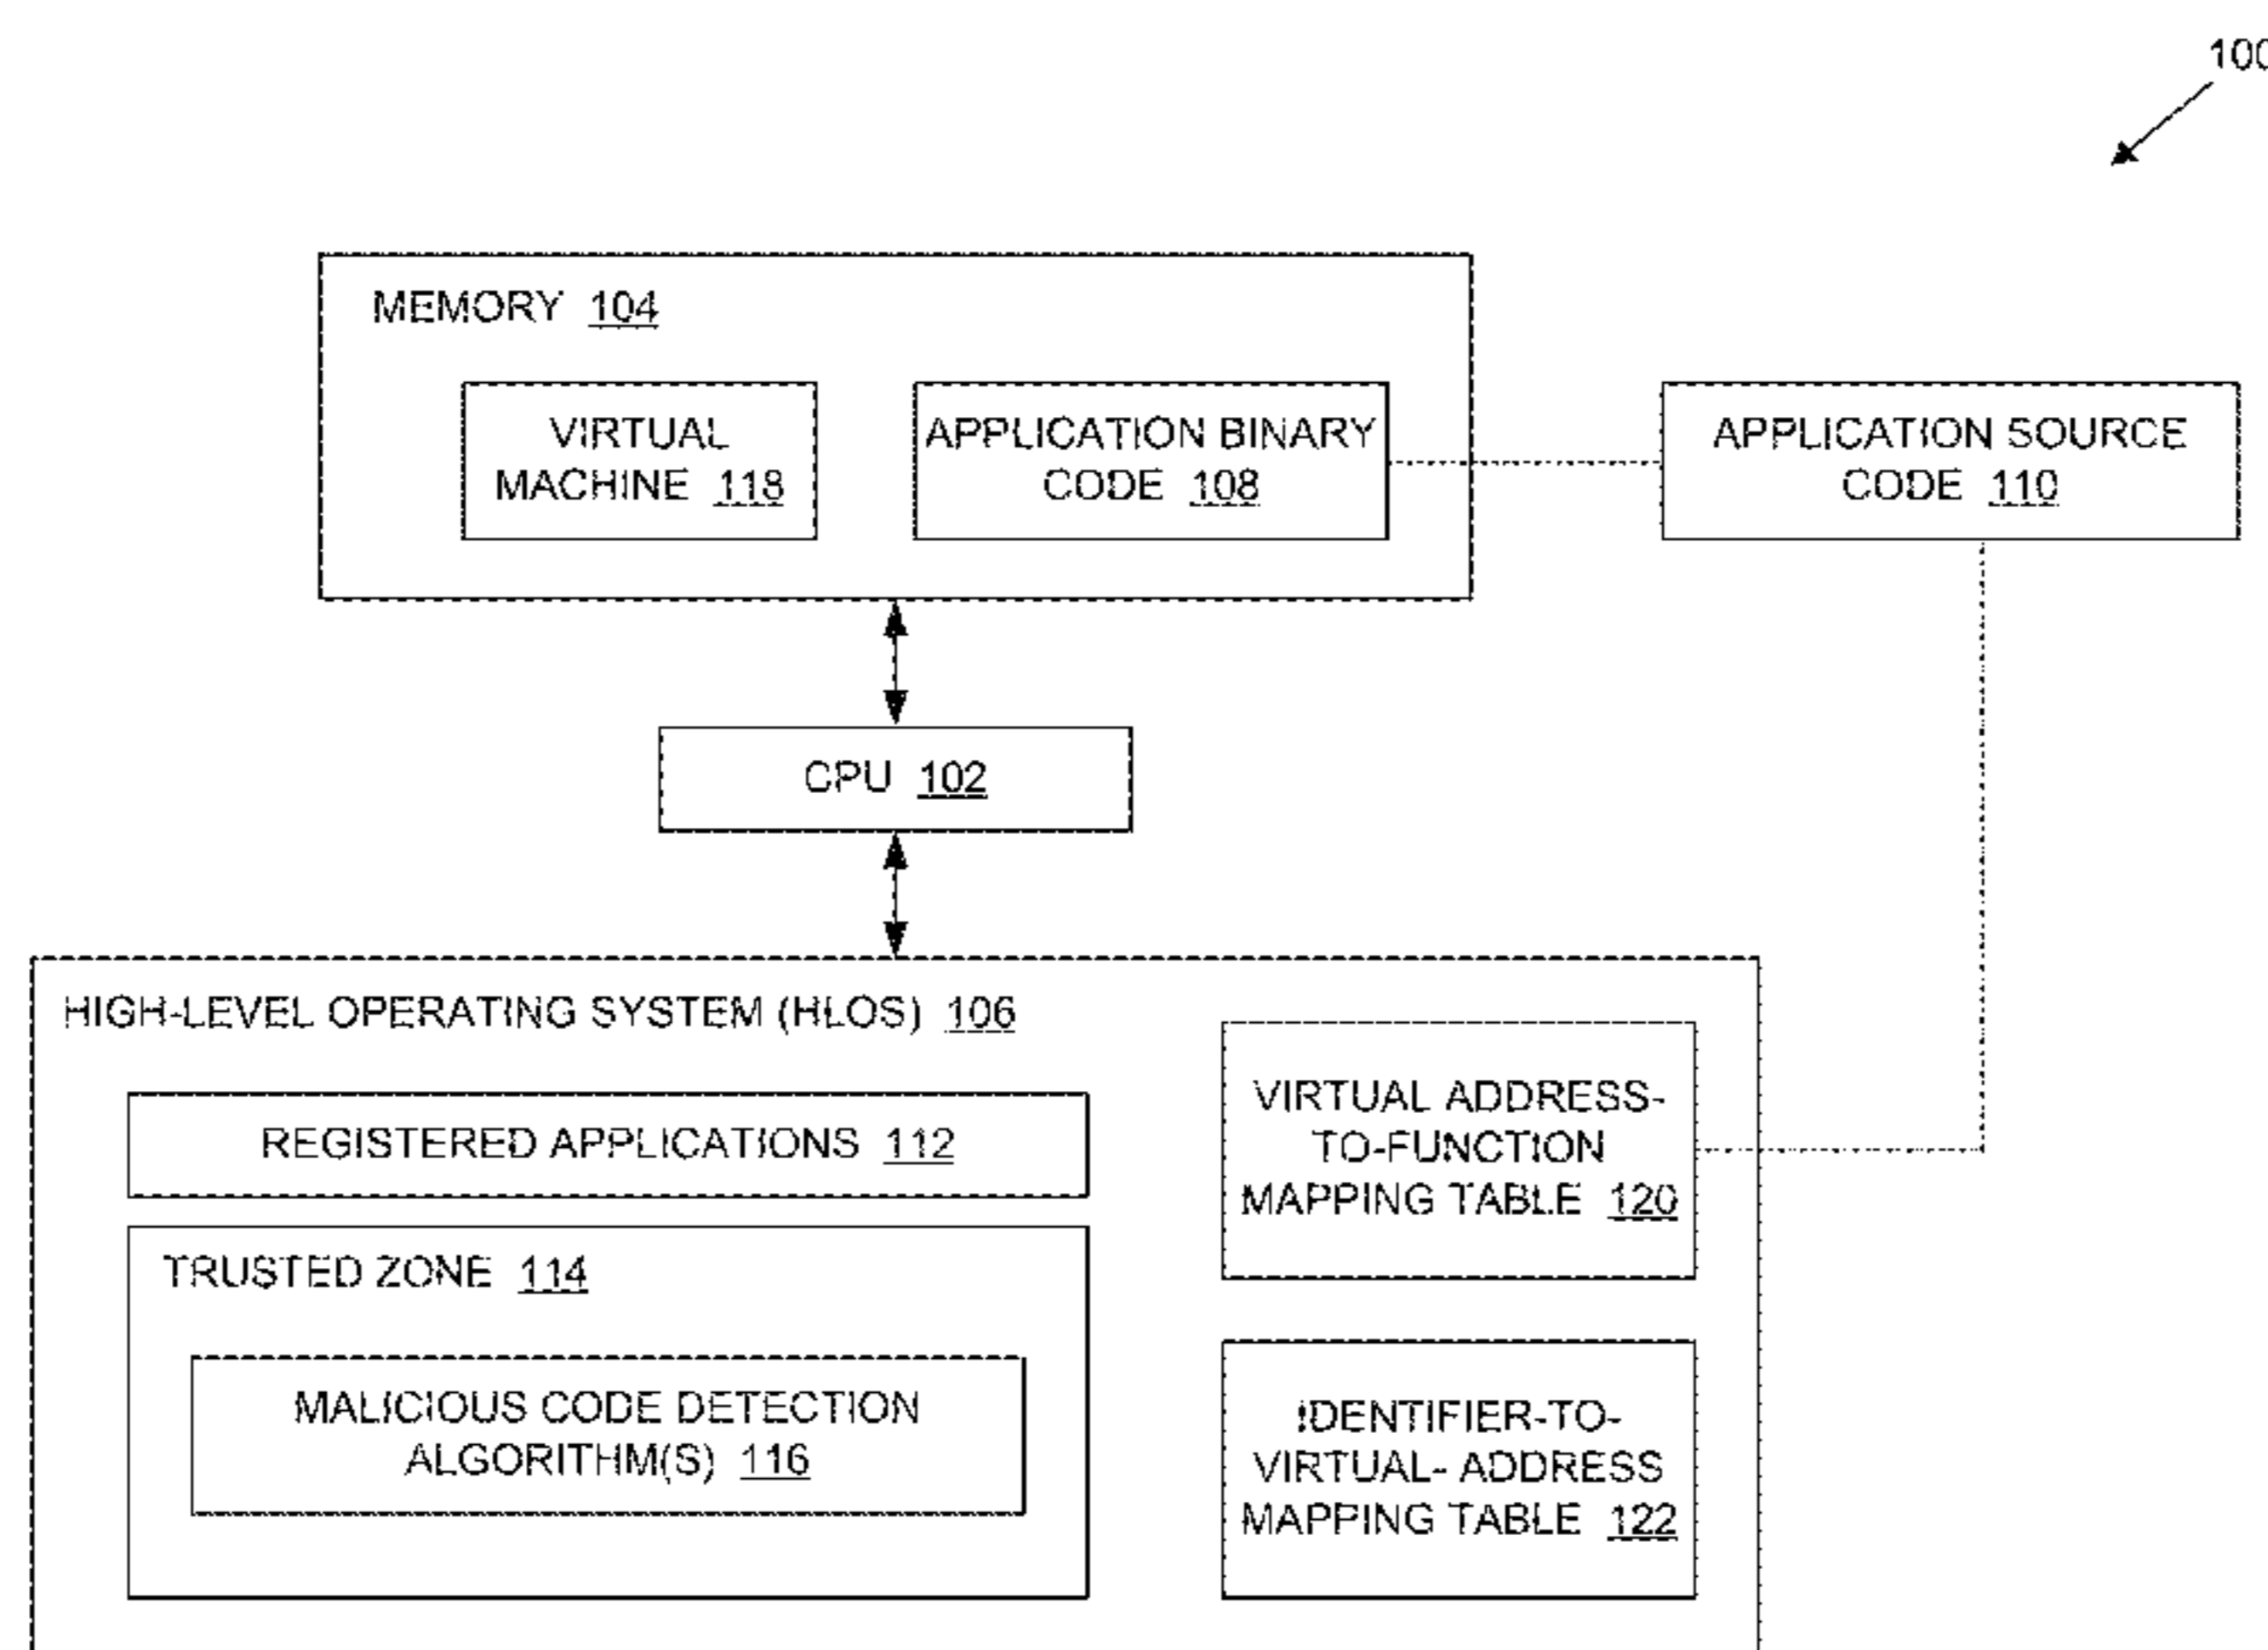 100
MEMORY 104
VIRTUAL
MACHINE 118
APPLICATION BINARY
CODE 108
APPLICATION SOURCE
CODE 110
CPU 102
HIGH-LEVEL OPERATING SYSTEM (HLOS) 106
REGISTERED APPLICATIONS 112
TRUSTED ZONE 114
MALICIOUS CODE DETECTION
ALGORITHM(S) 116
VIRTUAL ADDRESS-
TO-FUNCTION
MAPPING TABLE 120
IDENTIFIER-TO-
VIRTUAL- ADDRESS
MAPPING TABLE 122